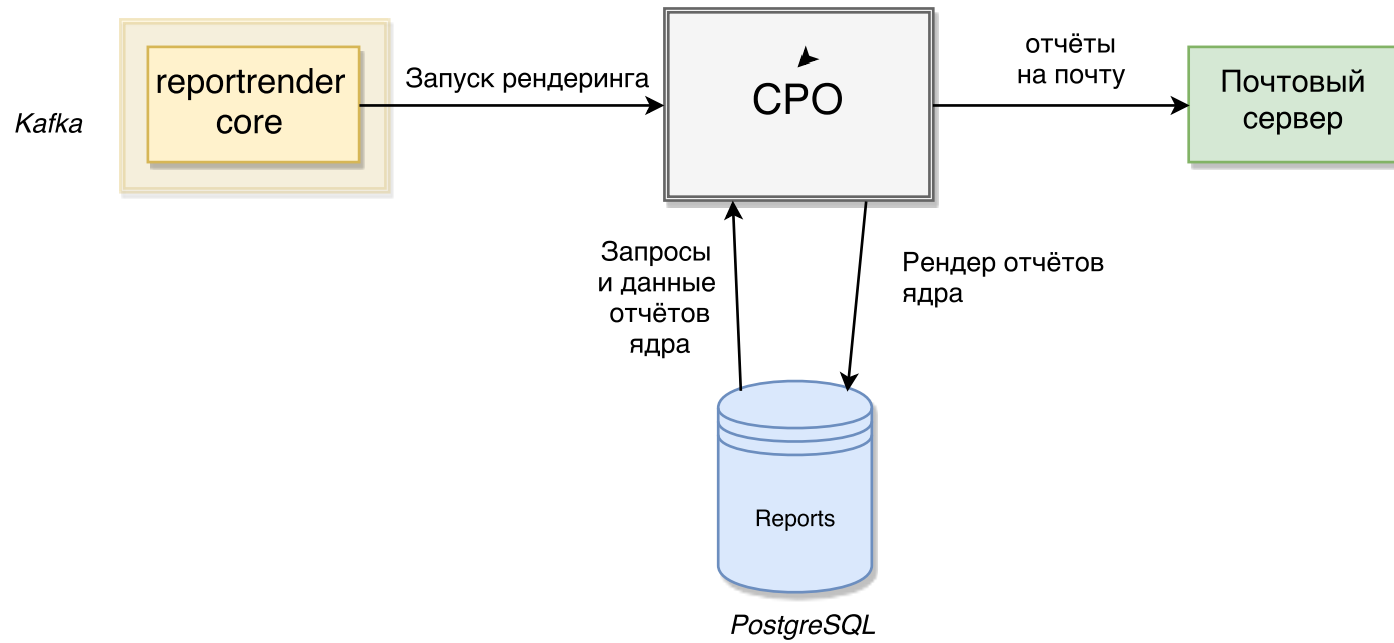 Kafka
reportrender
core
Запуск рендеринга
СРО
отчёты
на почту
Почтовый
сервер
Запросы
и данные
отчётов
ядра
Рендер отчётов
ядра
Reports
PostgreSQL